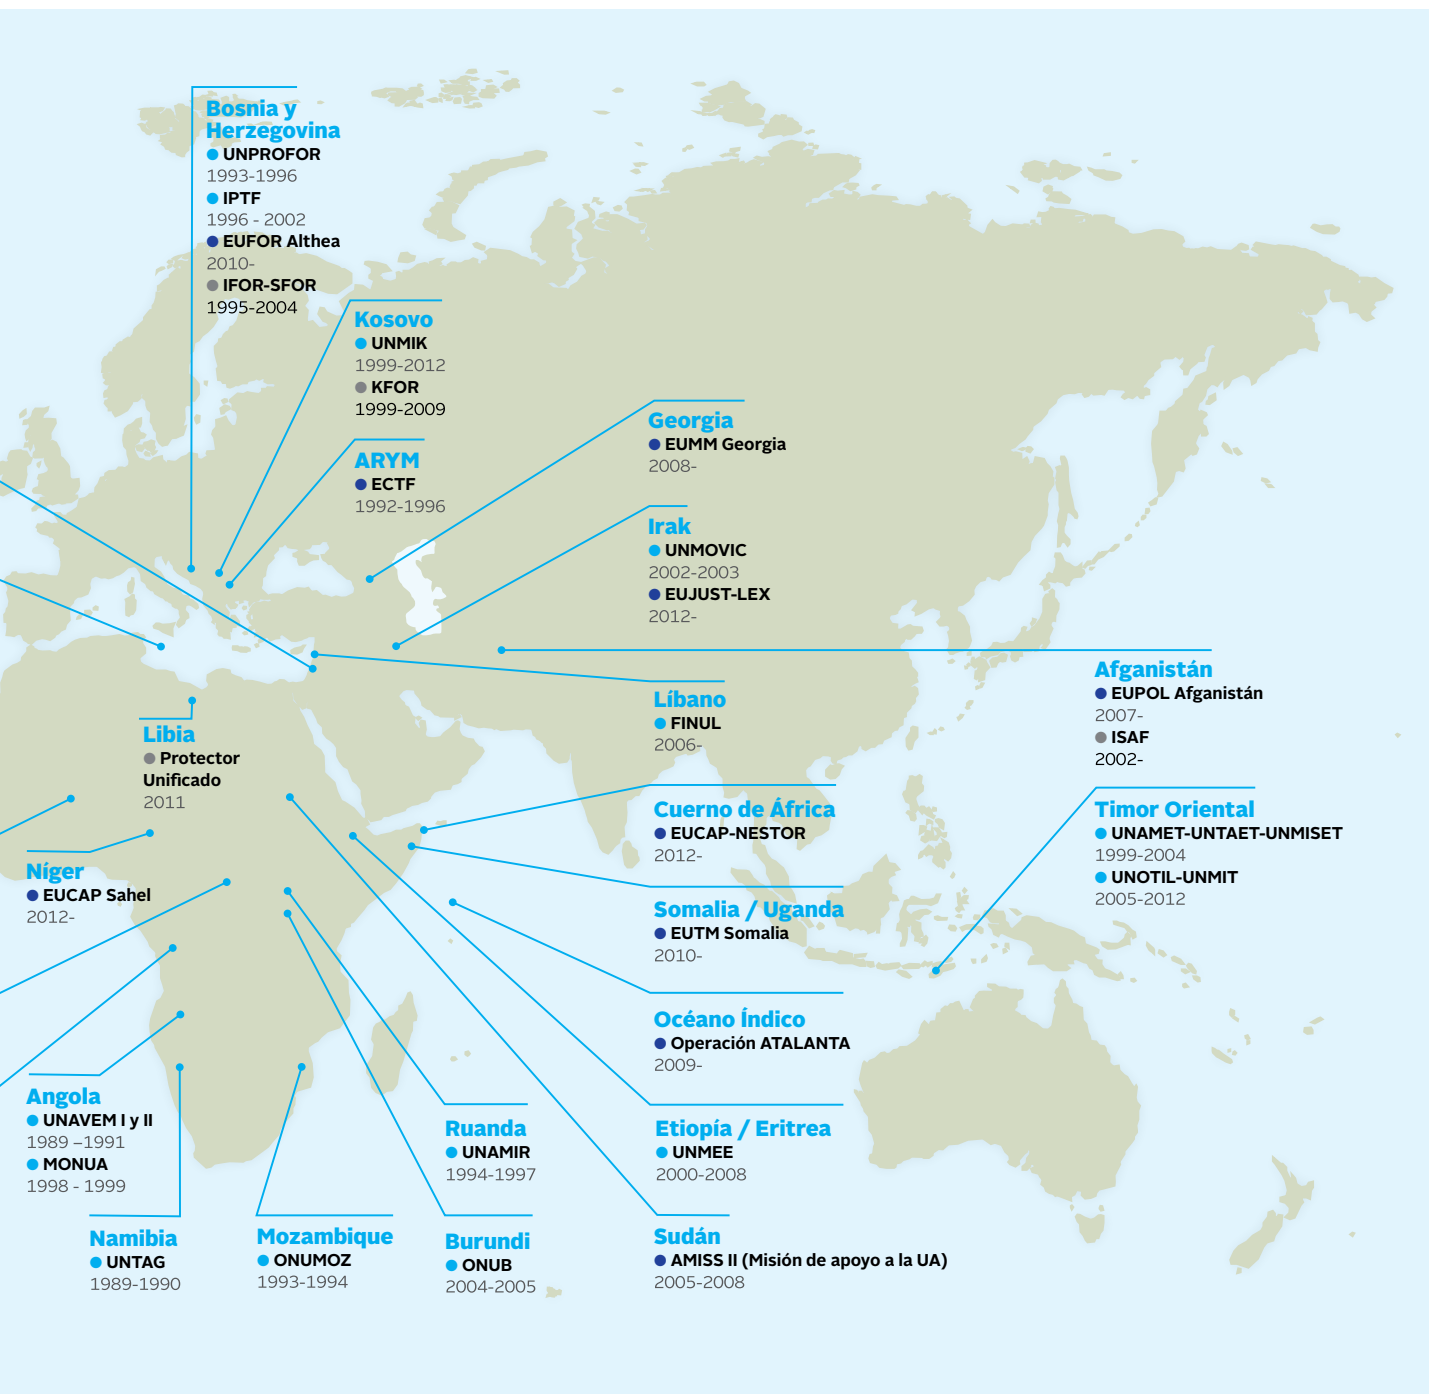 Bosnia y
Herzegovina
UNPROFOR
1993-1996
IPTF
1996 - 2002
EUFOR Althea
2010-
IFOR-SFOR
1995-2004
Kosovo
UNMIK
1999-2012
KFOR
1999-2009
ARYM
ECTF
1992-1996
Georgia
EUMM Georgia
2008-
Irak
UNMOVIC
2002-2003
EUJUST-LEX
2012-
Afganistán
EUPOL Afganistán
2007-
ISAF
2002-
Líbano
FINUL
2006-
Libia
Protector
Unificado
2011
Cuerno de África
EUCAP-NESTOR
2012-
Timor Oriental
UNAMET-UNTAET-UNMISET
1999-2004
UNOTIL-UNMIT
2005-2012
Níger
EUCAP Sahel
2012-
Somalia / Uganda
EUTM Somalia
2010-
Océano Índico
Operación ATALANTA
2009-
Angola
UNAVEM I y II
1989 –1991
MONUA
1998 - 1999
Ruanda
UNAMIR
1994-1997
Etiopía / Eritrea
UNMEE
2000-2008
Namibia
UNTAG
1989-1990
Mozambique
ONUMOZ
1993-1994
Burundi
ONUB
2004-2005
Sudán
AMISS II (Misión de apoyo a la UA)
2005-2008